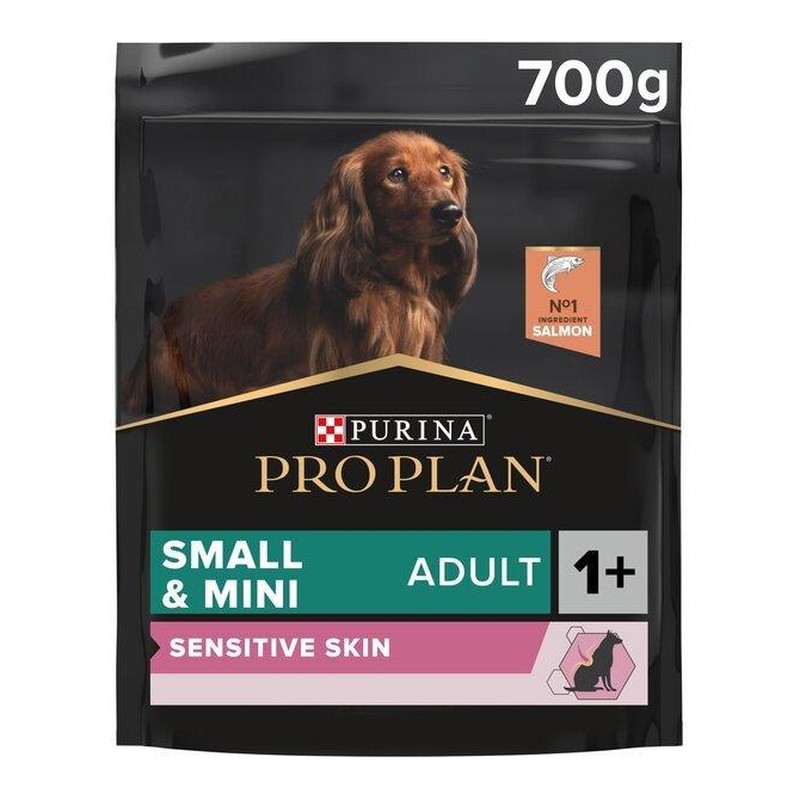 700g
Nº1
INGREDIENT
SALMON
PURINA®
PRO PLAN®
SMALL
& MINI
ADULT
1+
SENSITIVE SKIN